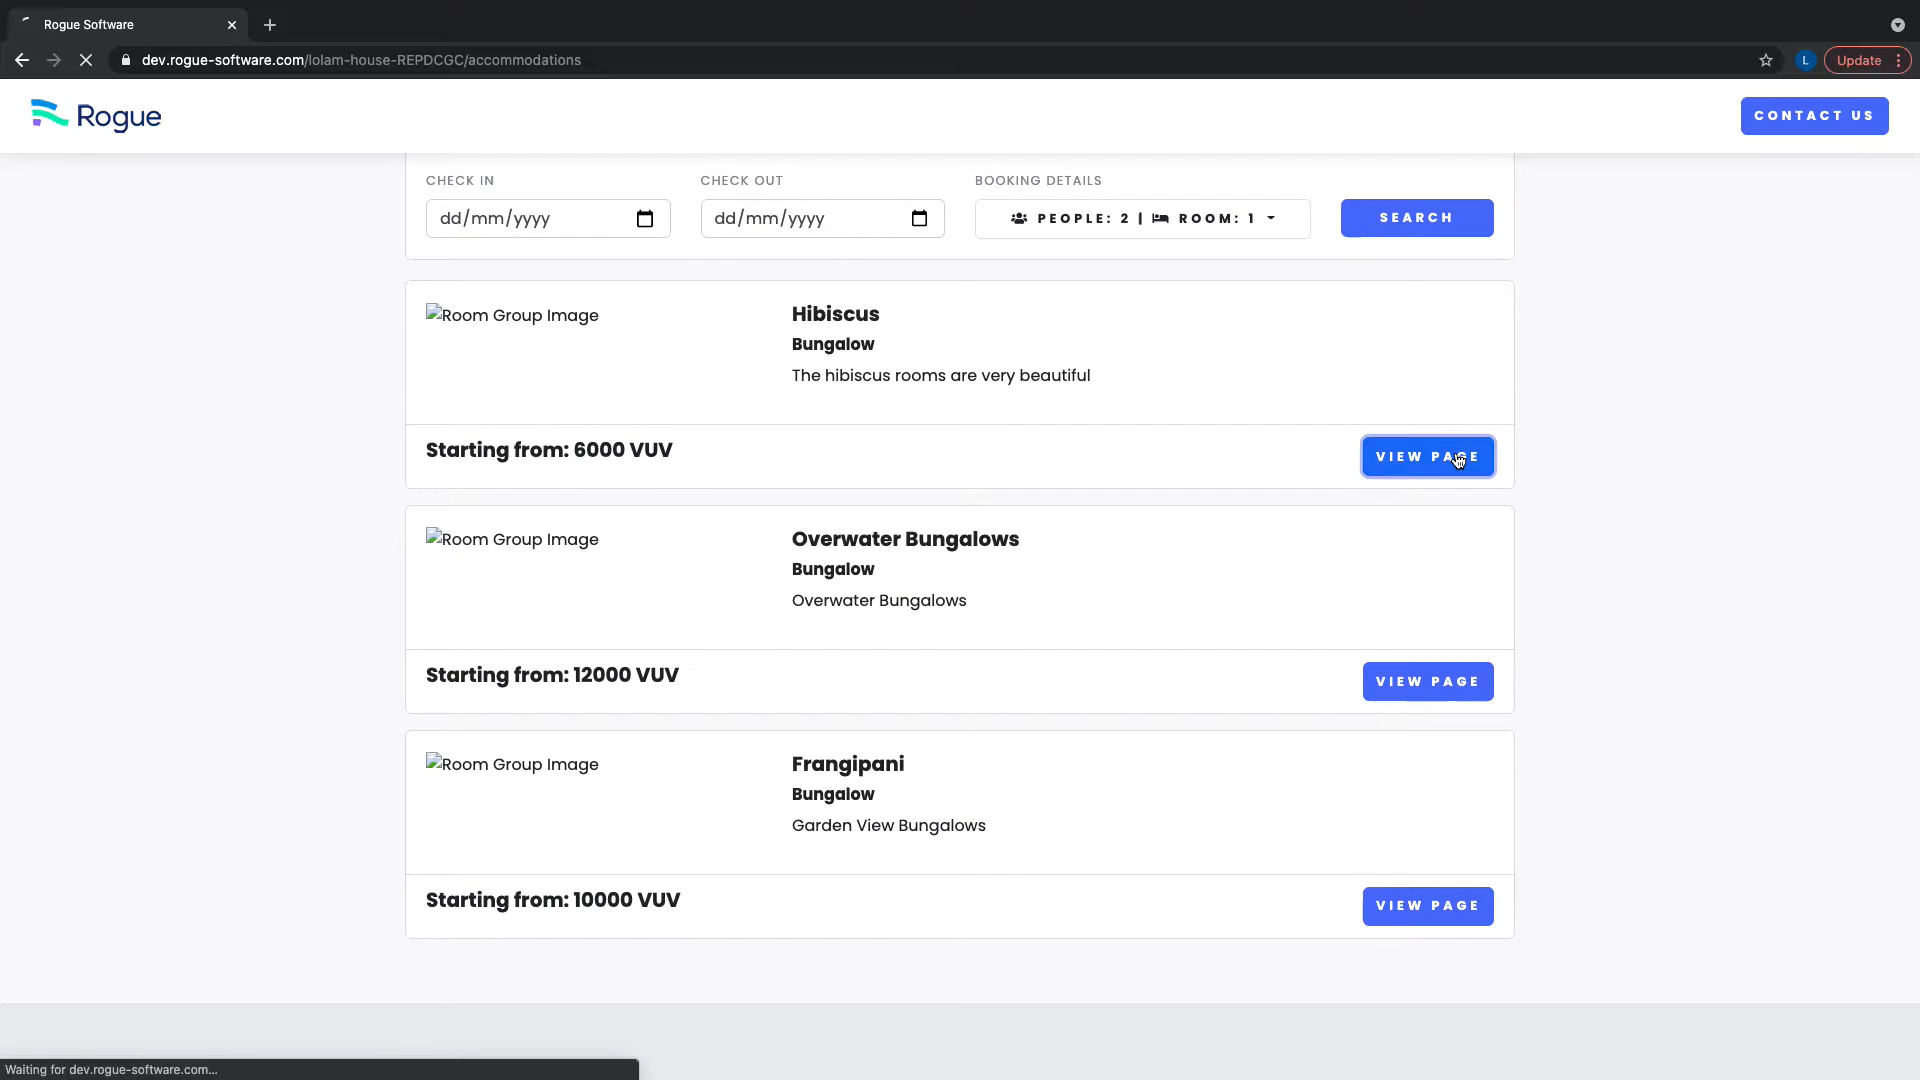 Rogue Software
dev.rogue-software.com/lolam-house-REPDCGC/accommodations
L
Update
Rogue
CONTACT US
CHECK IN
CHECK OUT
BOOKING DETAILS
dd/mm/yyyy
dd/mm/yyyy
PEOPLE: 2 | ROOM: 1
SEARCH
Room Group Image
Hibiscus
Bungalow
The hibiscus rooms are very beautiful
Starting from: 6000 VUV
VIEW PAGE
Room Group Image
Overwater Bungalows
Bungalow
Overwater Bungalows
Starting from: 12000 VUV
VIEW PAGE
Room Group Image
Frangipani
Bungalow
Garden View Bungalows
Starting from: 10000 VUV
VIEW PAGE
Waiting for dev.rogue-software.com...